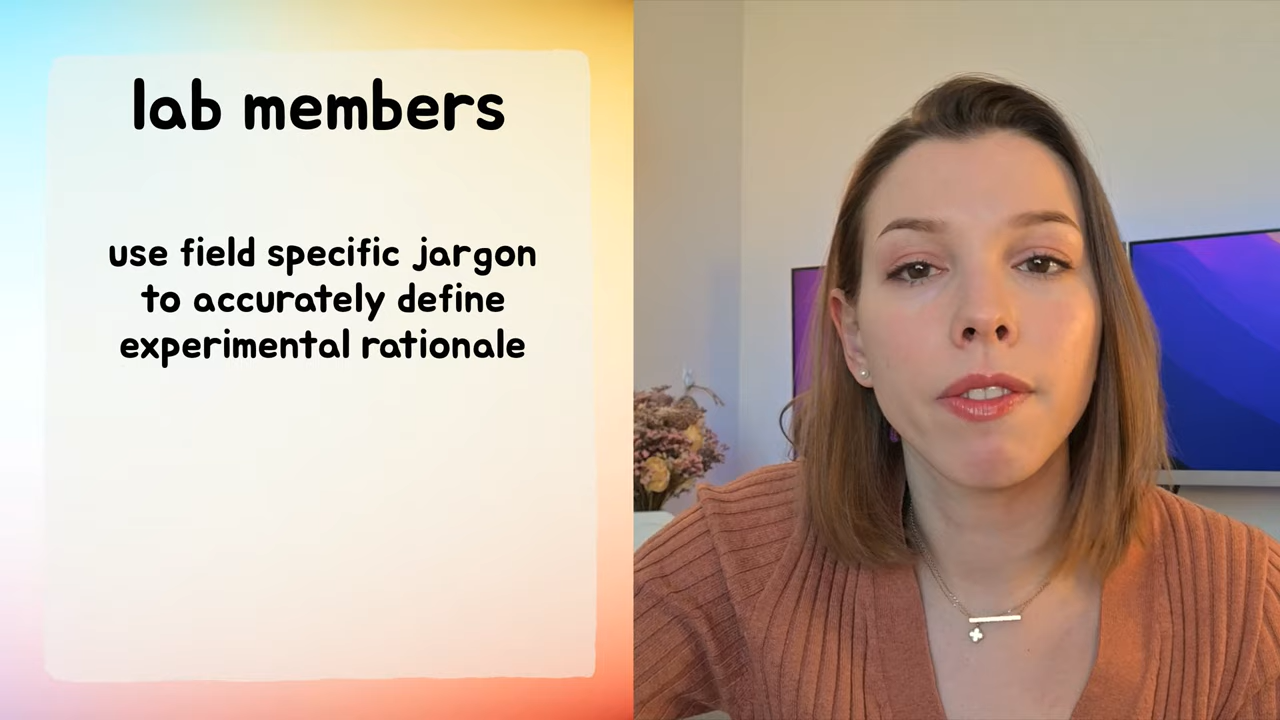 lab members
use field specific jargon
to accurately define
experimental rationale